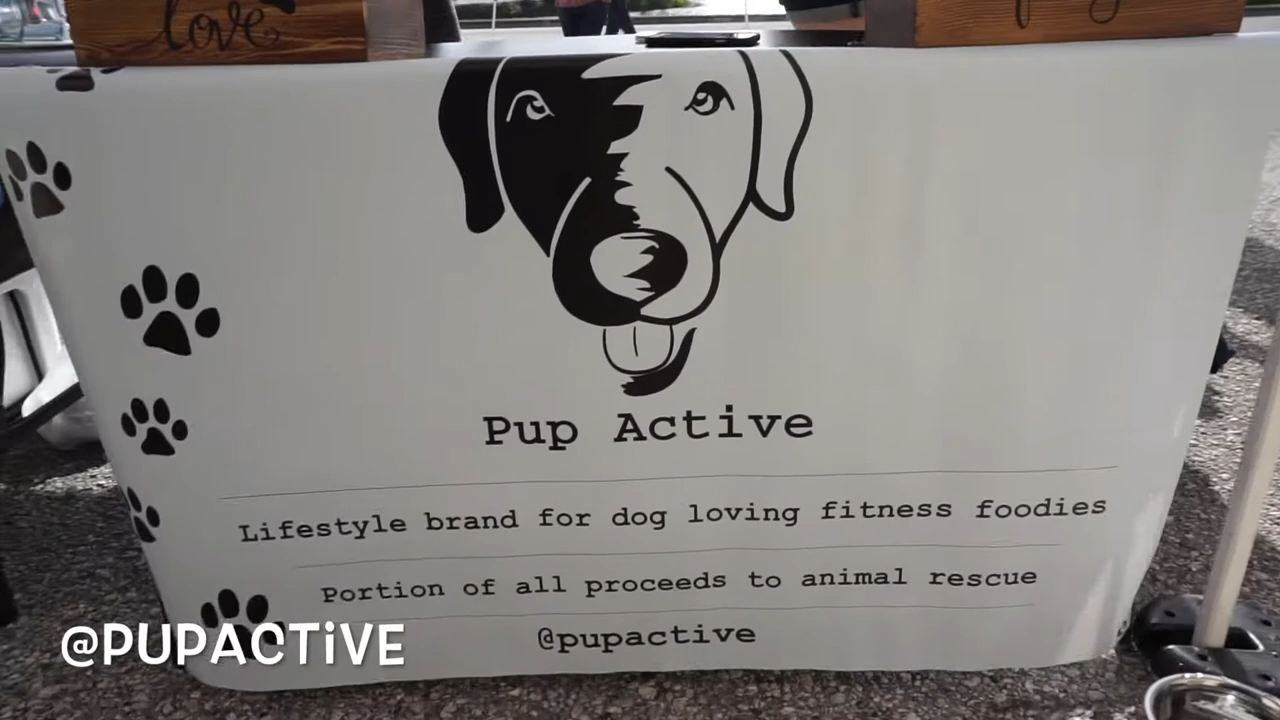 love
Pup Active
Lifestyle brand for dog loving fitness foodies
Portion of all proceeds to animal rescue
@pupactive
@PUPACTiVE